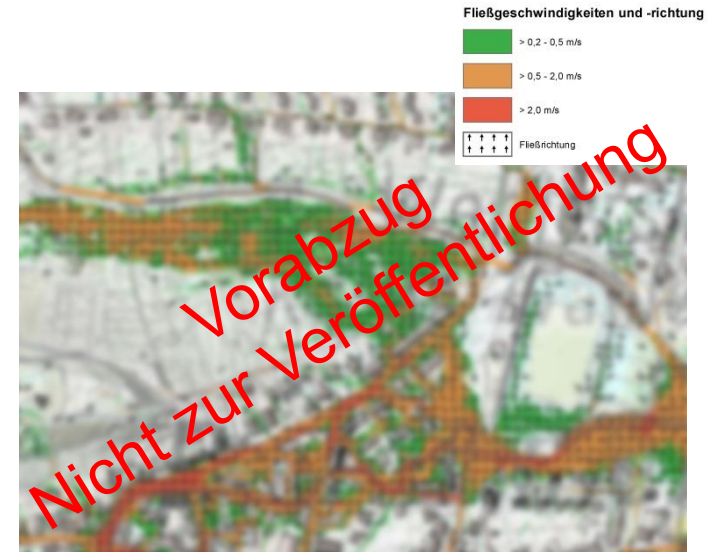 Fließgeschwindigkeiten und -richtung
> 0,2 - 0,5 m/s
> 0,5 - 2,0 m/s
> 2,0 m/s
Fließrichtung
Vorabzug
Nicht zur Veröffentlichung